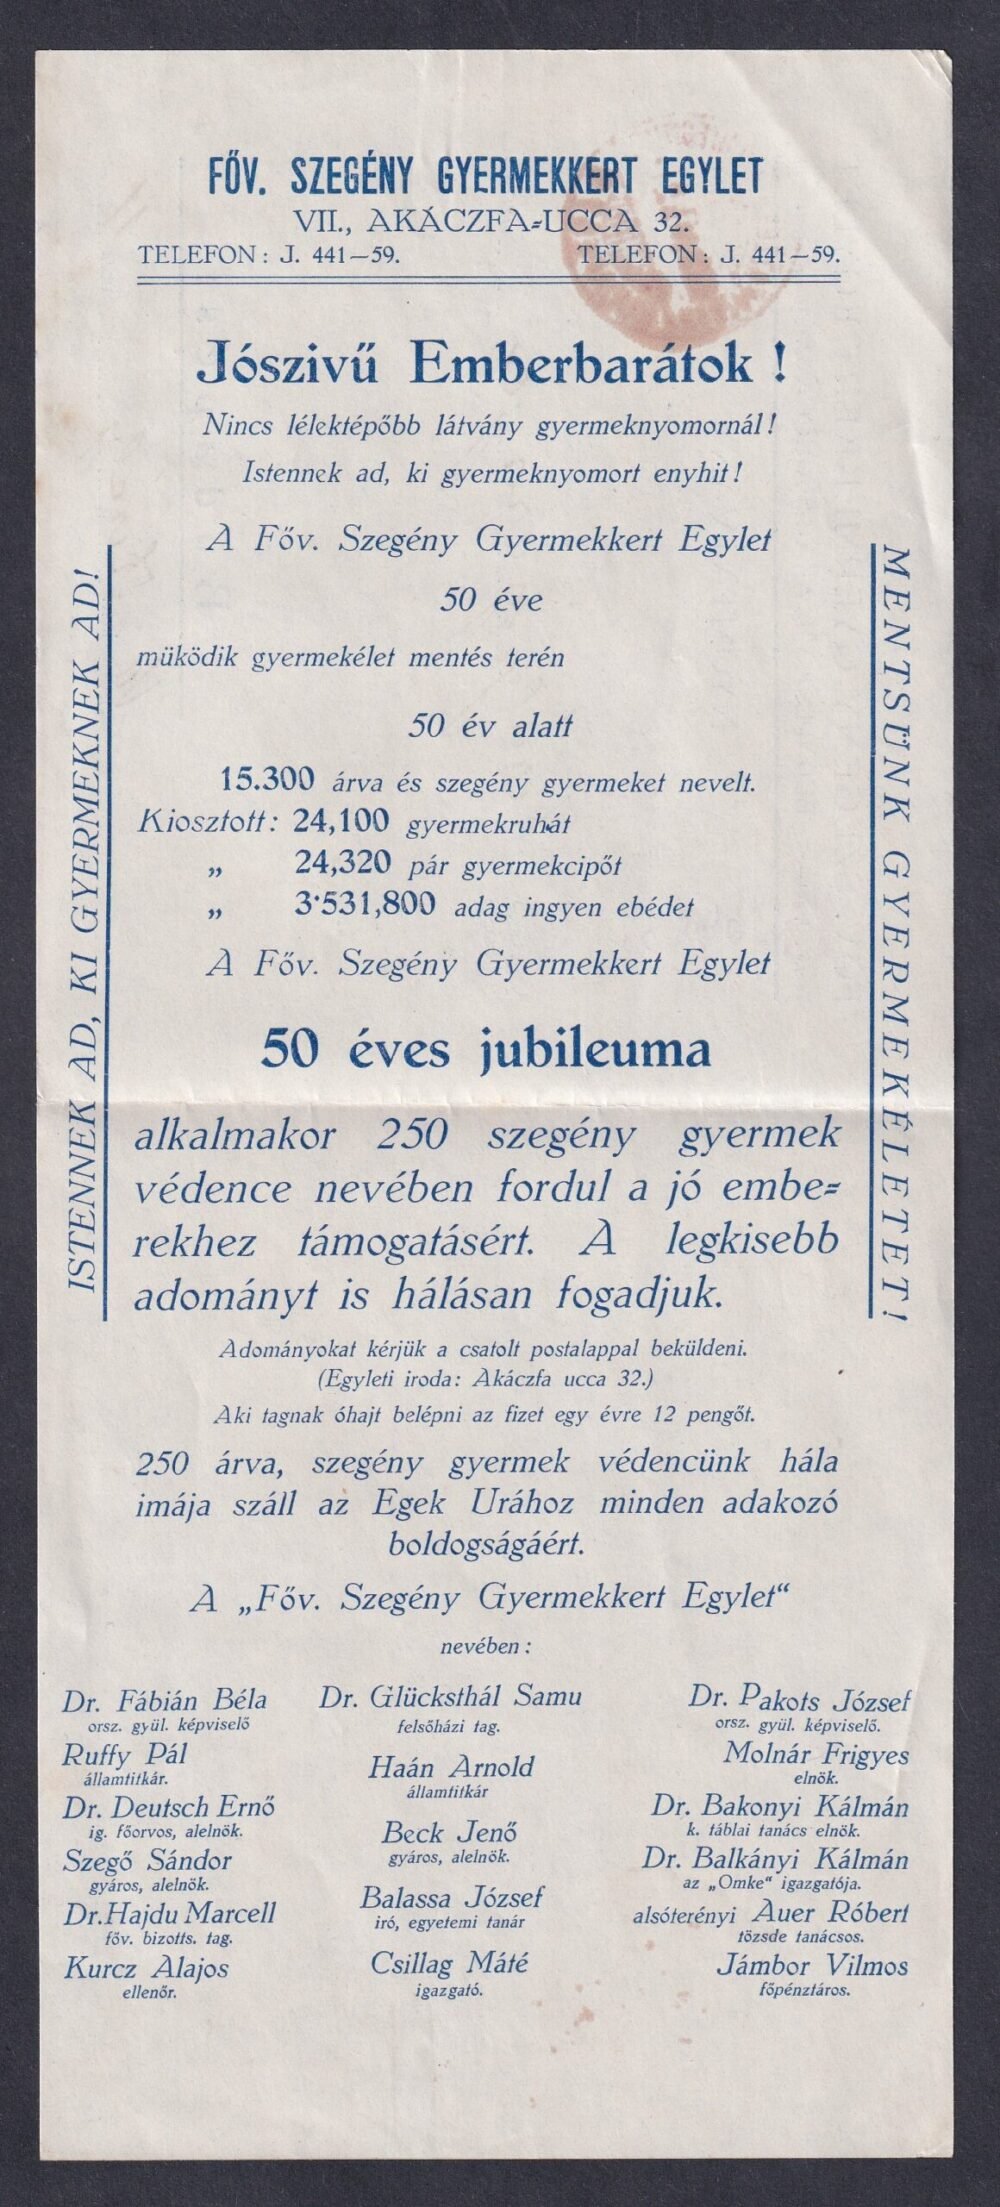 FŐV. SZEGÉNY GYERMEKKERT EGYLET
VII., AKÁCZFA-UCCA 32.
TELEFON: J. 441—59. TELEFON: J. 441—59.
Jószivű Emberbarátok!
Nincs lélektépőbb látvány gyermeknyomornál!
Istennek ad, ki gyermeknyomort enyhit!
A Főv. Szegény Gyermekkert Egylet
50 éve
müködik gyermekélet mentés terén
50 év alatt
15.300 árva és szegény gyermeket nevelt.
Kiosztott: 24,100 gyermekruhát
„ 24,320 pár gyermekcipőt
„ 3·531,800 adag ingyen ebédet
A Főv. Szegény Gyermekkert Egylet
50 éves jubileuma
alkalmakor 250 szegény gyermek
védence nevében fordul a jó embe-
rekhez támogatásért. A legkisebb
adományt is hálásan fogadjuk.
Adományokat kérjük a csatolt postalappal beküldeni.
(Egyleti iroda: Akáczfa ucca 32.)
Aki tagnak óhajt belépni az fizet egy évre 12 pengőt.
250 árva, szegény gyermek védencünk hála
imája száll az Egek Urához minden adakozó
boldogságáért.
A „Főv. Szegény Gyermekkert Egylet“
nevében:
Dr. Fábián Béla
orsz. gyül. képviselő
Ruffy Pál
államtitkár.
Dr. Deutsch Ernő
ig. főorvos, alelnök.
Szegő Sándor
gyáros, alelnök.
Dr. Hajdu Marcell
főv. bizotts. tag.
Kurcz Alajos
ellenőr.
Dr. Glücksthál Samu
felsőházi tag.
Haán Arnold
államtitkár
Beck Jenő
gyáros, alelnök.
Balassa József
iró, egyetemi tanár
Csillag Máté
igazgató.
Dr. Pakots József
orsz. gyül. képviselő.
Molnár Frigyes
elnök.
Dr. Bakonyi Kálmán
k. táblai tanács elnök.
Dr. Balkányi Kálmán
az „Omke“ igazgatója.
alsóterényi Auer Róbert
tözsde tanácsos.
Jámbor Vilmos
főpénztáros.
ISTENNEK AD, KI GYERMEKNEK AD!
MENTSÜNK GYERMEKÉLETET!